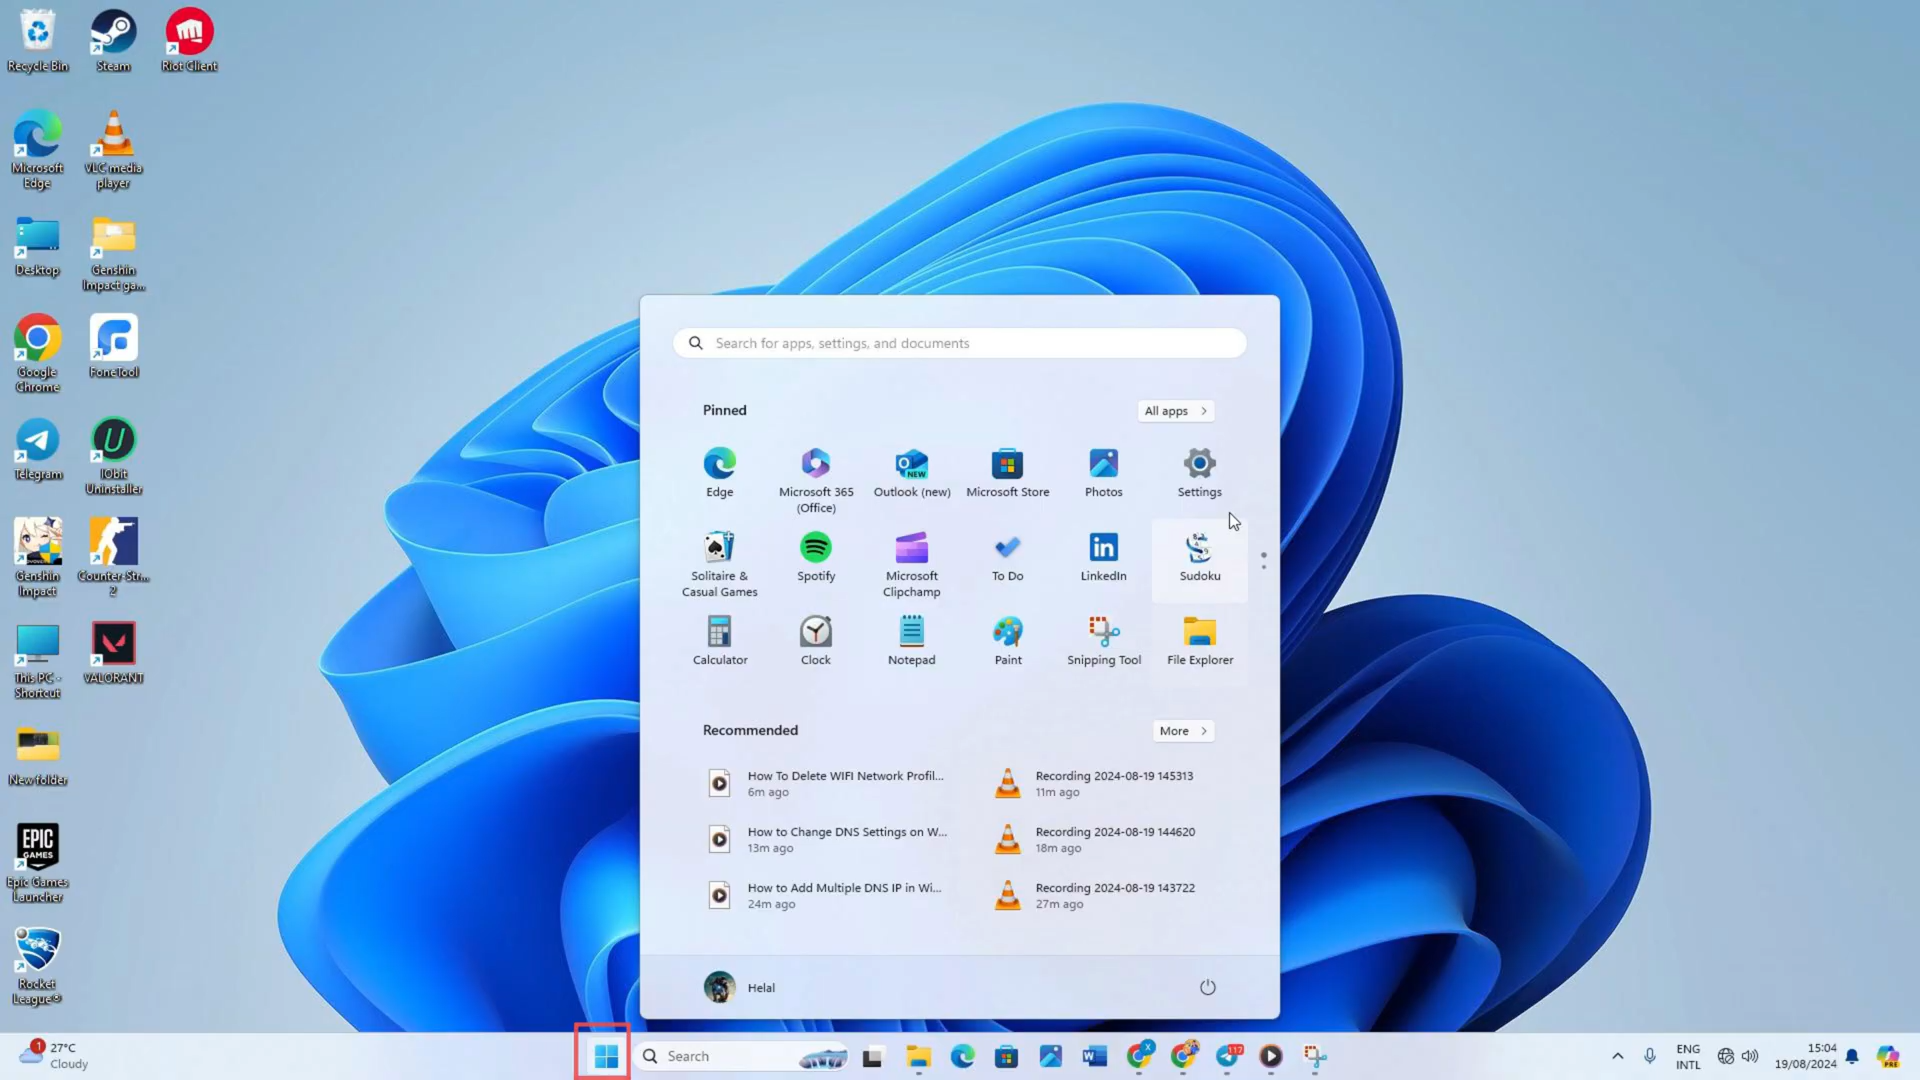 Recycle Bin
Steam
Riot Client
Microsoft
Edge
VLC media
player
Desktop
Genshin
Impact ga...
Google
Chrome
FoneTool
Telegram
IObit
Uninstaller
Genshin
Impact
Counter-Str...
2
This PC -
Shortcut
VALORANT
New folder
EPIC
GAMES
Epic Games
Launcher
Rocket
League®
Search for apps, settings, and documents
Pinned
All apps
Edge
Microsoft 365
(Office)
NEW
Outlook (new)
Microsoft Store
Photos
Settings
Solitaire &
Casual Games
Spotify
Microsoft
Clipchamp
To Do
in
LinkedIn
Sudoku
Calculator
Clock
Notepad
Paint
Snipping Tool
File Explorer
Recommended
More
How To Delete WIFI Network Profil...
6m ago
Recording 2024-08-19 145313
11m ago
How to Change DNS Settings on W...
13m ago
Recording 2024-08-19 144620
18m ago
How to Add Multiple DNS IP in Wi...
24m ago
Recording 2024-08-19 143722
27m ago
Helal
1
27°C
Cloudy
Search
W
X
117
ENG
INTL
15:04
19/08/2024
PRE